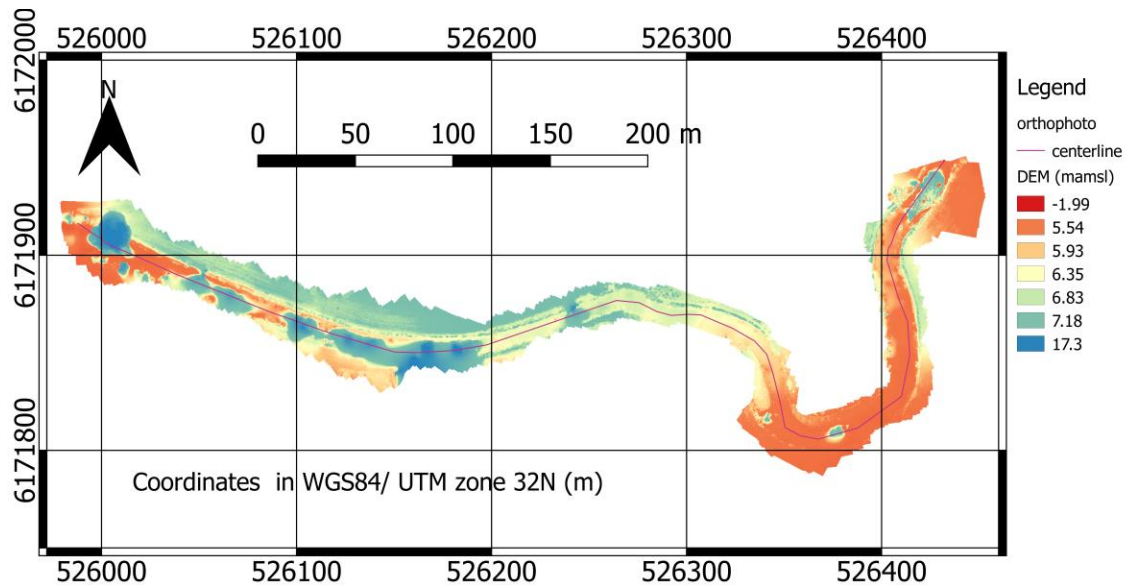 526000 526100 526200 526300 526400
6172000
N
0 50 100 150 200 m
Legend
orthophoto
centerline
DEM (mamsl)
-1.99
5.54
5.93
6.35
6.83
7.18
17.3
6171900
6171800
Coordinates in WGS84/ UTM zone 32N (m)
526000 526100 526200 526300 526400